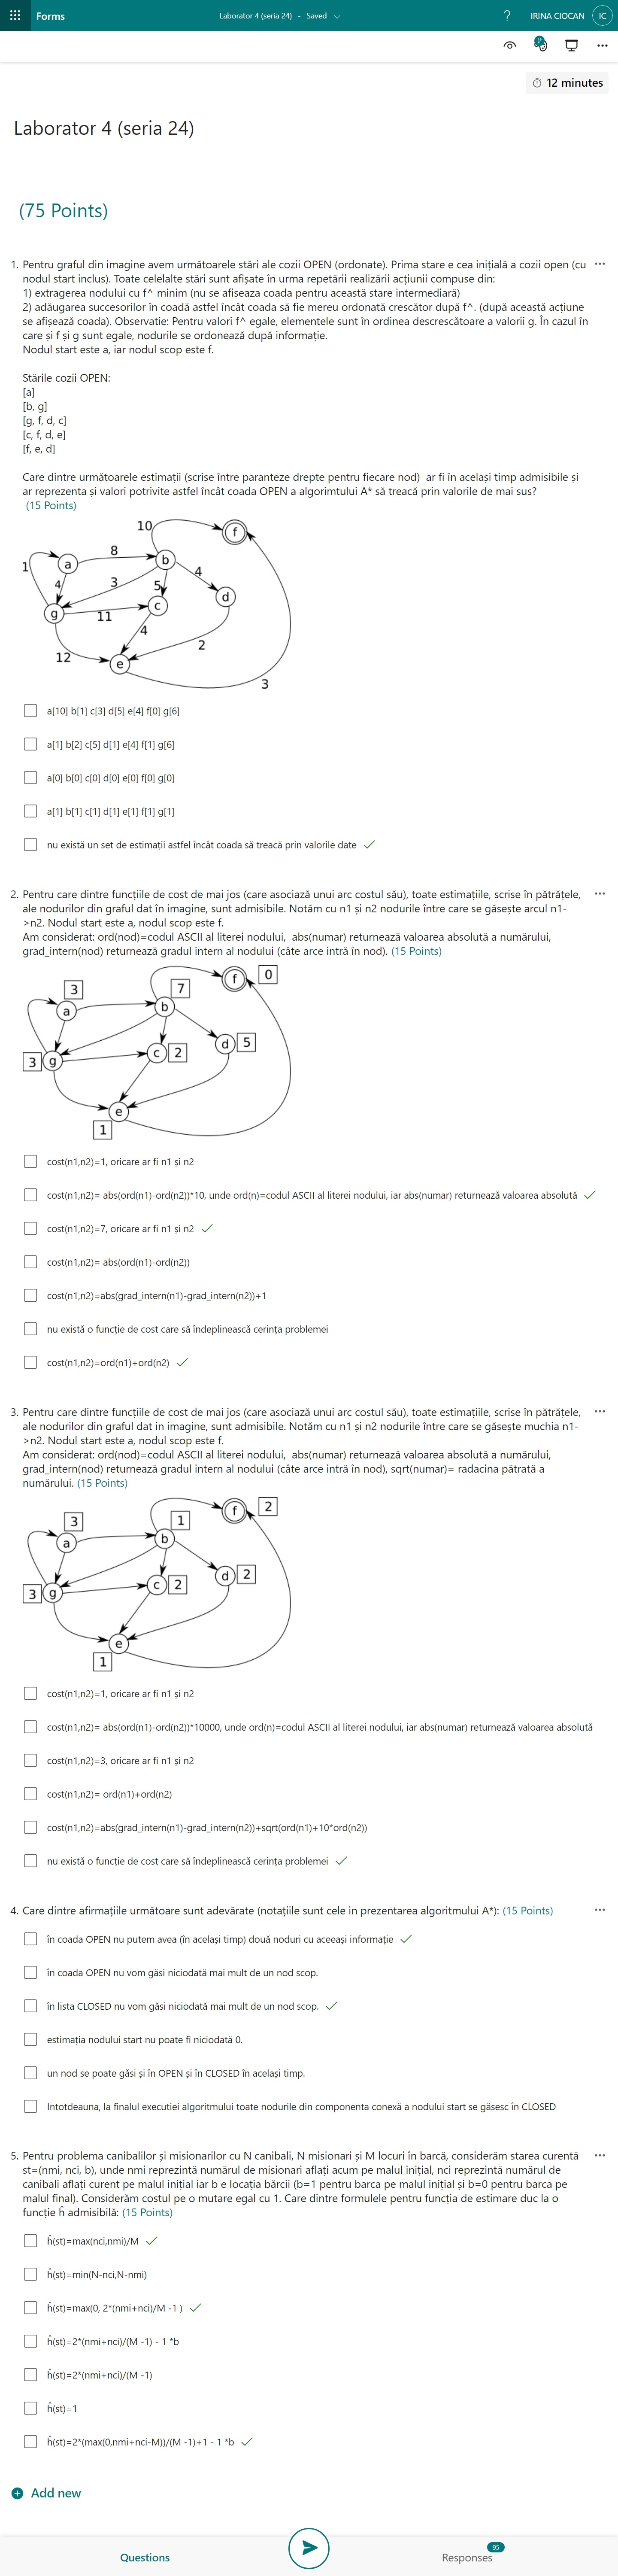 Forms
Laborator 4 (seria 24) - Saved
?
IRINA CIOCAN
IC
12 minutes
Laborator 4 (seria 24)
(75 Points)
1. Pentru graful din imagine avem următoarele stări ale cozii OPEN (ordonate). Prima stare e cea inițială a cozii open (cu
nodul start inclus). Toate celelalte stări sunt afișate în urma repetării realizării acțiunii compuse din:
1) extragerea nodului cu f^ minim (nu se afiseaza coada pentru această stare intermediară)
2) adăugarea succesorilor în coadă astfel încât coada să fie mereu ordonată crescător după f^. (după această acțiune
se afișează coada). Observatie: Pentru valori f^ egale, elementele sunt în ordinea descrescătoare a valorii g. În cazul în
care și f și g sunt egale, nodurile se ordonează după informație.
Nodul start este a, iar nodul scop este f.
Stările cozii OPEN:
[a]
[b, g]
[g, f, d, c]
[c, f, d, e]
[f, e, d]
Care dintre următoarele estimații (scrise între paranteze drepte pentru fiecare nod) ar fi în același timp admisibile și
ar reprezenta și valori potrivite astfel încât coada OPEN a algorimtului A* să treacă prin valorile de mai sus?
(15 Points)
10
f
8
1
a
b
4
3
4
5
d
g
c
11
4
2
12
e
3
a[10] b[1] c[3] d[5] e[4] f[0] g[6]
a[1] b[2] c[5] d[1] e[4] f[1] g[6]
a[0] b[0] c[0] d[0] e[0] f[0] g[0]
a[1] b[1] c[1] d[1] e[1] f[1] g[1]
nu există un set de estimații astfel încât coada să treacă prin valorile date
2. Pentru care dintre funcțiile de cost de mai jos (care asociază unui arc costul său), toate estimațiile, scrise în pătrățele,
ale nodurilor din graful dat în imagine, sunt admisibile. Notăm cu n1 și n2 nodurile între care se găsește arcul n1-
>n2. Nodul start este a, nodul scop este f.
Am considerat: ord(nod)=codul ASCII al literei nodului, abs(numar) returnează valoarea absolută a numărului,
grad_intern(nod) returnează gradul intern al nodului (câte arce intră în nod). (15 Points)
f 0
3 7
a b
d 5
3 g c 2
e
1
cost(n1,n2)=1, oricare ar fi n1 și n2
cost(n1,n2)= abs(ord(n1)-ord(n2))*10, unde ord(n)=codul ASCII al literei nodului, iar abs(numar) returnează valoarea absolută
cost(n1,n2)=7, oricare ar fi n1 și n2
cost(n1,n2)= abs(ord(n1)-ord(n2))
cost(n1,n2)=abs(grad_intern(n1)-grad_intern(n2))+1
nu există o funcție de cost care să îndeplinească cerința problemei
cost(n1,n2)=ord(n1)+ord(n2)
3. Pentru care dintre funcțiile de cost de mai jos (care asociază unui arc costul său), toate estimațiile, scrise în pătrățele,
ale nodurilor din graful dat in imagine, sunt admisibile. Notăm cu n1 și n2 nodurile între care se găsește muchia n1-
>n2. Nodul start este a, nodul scop este f.
Am considerat: ord(nod)=codul ASCII al literei nodului, abs(numar) returnează valoarea absolută a numărului,
grad_intern(nod) returnează gradul intern al nodului (câte arce intră în nod), sqrt(numar)= radacina pătrată a
numărului. (15 Points)
f 2
3 1
a b
d 2
3 g c 2
e
1
cost(n1,n2)=1, oricare ar fi n1 și n2
cost(n1,n2)= abs(ord(n1)-ord(n2))*10000, unde ord(n)=codul ASCII al literei nodului, iar abs(numar) returnează valoarea absolută
cost(n1,n2)=3, oricare ar fi n1 și n2
cost(n1,n2)= ord(n1)+ord(n2)
cost(n1,n2)=abs(grad_intern(n1)-grad_intern(n2))+sqrt(ord(n1)+10*ord(n2))
nu există o funcție de cost care să îndeplinească cerința problemei
4. Care dintre afirmațiile următoare sunt adevărate (notațiile sunt cele in prezentarea algoritmului A*): (15 Points)
în coada OPEN nu putem avea (în același timp) două noduri cu aceeași informație
în coada OPEN nu vom găsi niciodată mai mult de un nod scop.
în lista CLOSED nu vom găsi niciodată mai mult de un nod scop.
estimația nodului start nu poate fi niciodată 0.
un nod se poate găsi și în OPEN și în CLOSED în același timp.
Intotdeauna, la finalul executiei algoritmului toate nodurile din componenta conexă a nodului start se găsesc în CLOSED
5. Pentru problema canibalilor și misionarilor cu N canibali, N misionari și M locuri în barcă, considerăm starea curentă
st=(nmi, nci, b), unde nmi reprezintă numărul de misionari aflați acum pe malul inițial, nci reprezintă numărul de
canibali aflați curent pe malul inițial iar b e locația bărcii (b=1 pentru barca pe malul inițial și b=0 pentru barca pe
malul final). Considerăm costul pe o mutare egal cu 1. Care dintre formulele pentru funcția de estimare duc la o
funcție ĥ admisibilă: (15 Points)
ĥ(st)=max(nci,nmi)/M
ĥ(st)=min(N-nci,N-nmi)
ĥ(st)=max(0, 2*(nmi+nci)/M -1 )
ĥ(st)=2*(nmi+nci)/(M -1) - 1 *b
ĥ(st)=2*(nmi+nci)/(M -1)
ĥ(st)=1
ĥ(st)=2*(max(0,nmi+nci-M))/(M -1)+1 - 1 *b
Add new
Questions
Responses
95